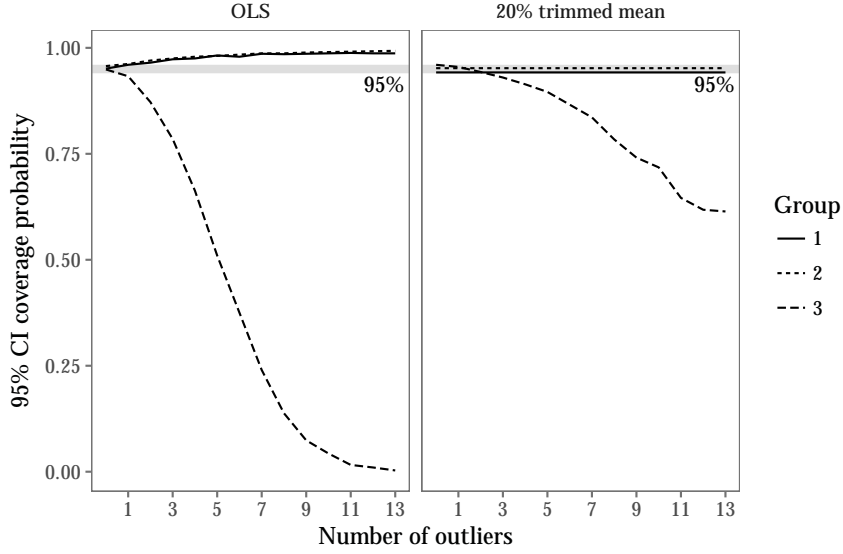 OLS
20% trimmed mean
95% CI coverage probability
1.00
0.75
0.50
0.25
0.00
95%
95%
1 3 5 7 9 11 13
1 3 5 7 9 11 13
Number of outliers
Group
1
2
3